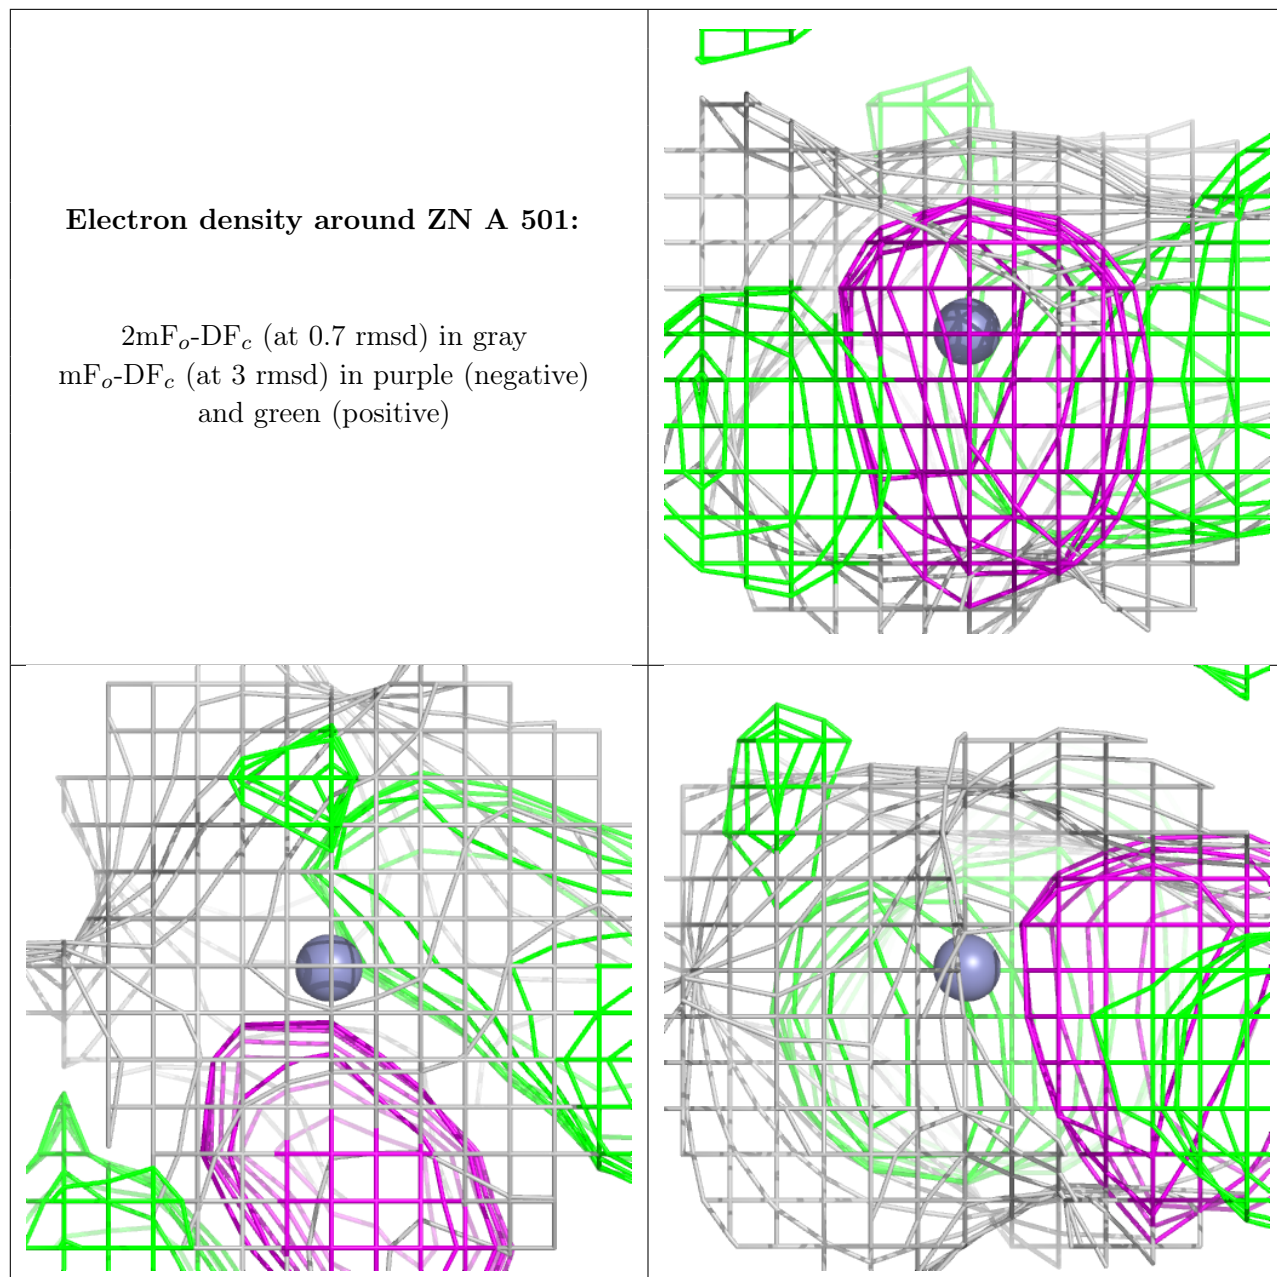 Electron density around ZN A 501:
2mFo-DFc (at 0.7 rmsd) in gray
mFo-DFc (at 3 rmsd) in purple (negative)
and green (positive)